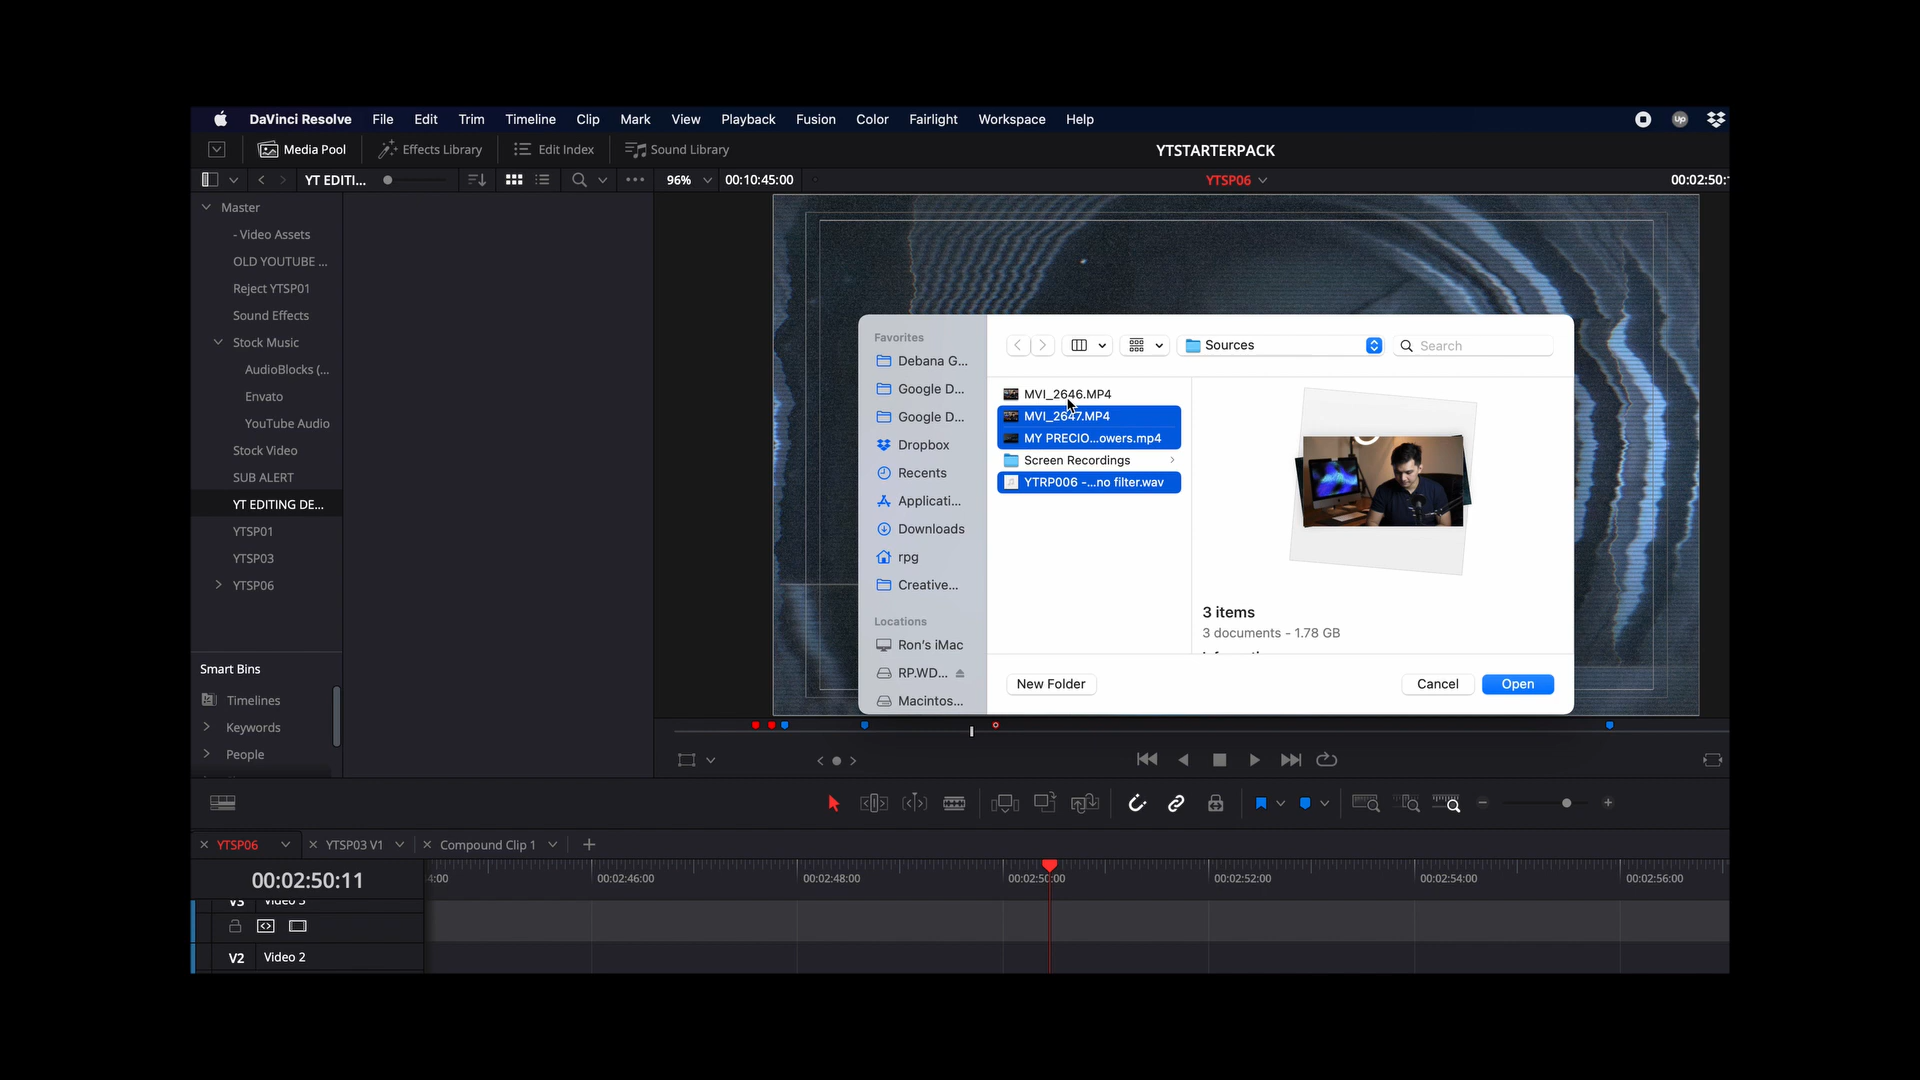 DaVinci Resolve File Edit Trim Timeline Clip Mark View Playback Fusion Color Fairlight Workspace Help
Media Pool Effects Library Edit Index Sound Library YTSTARTERPACK
YT EDITI... 96% 00:10:45:00 YTSP06 00:02:50:
Master
- Video Assets
OLD YOUTUBE ...
Reject YTSP01
Sound Effects
Stock Music
AudioBlocks (...
Envato
YouTube Audio
Stock Video
SUB ALERT
YT EDITING DE...
YTSP01
YTSP03
YTSP06
Smart Bins
Timelines
Keywords
People
Favorites
Debana G...
Google D...
Google D...
Dropbox
Recents
Applicati...
Downloads
rpg
Creative...
Locations
Ron's iMac
RP.WD...
Macintos...
Sources
Search
MVI_2646.MP4
MVI_2647.MP4
MY PRECIO...owers.mp4
Screen Recordings
YTRP006 -...no filter.wav
3 items
3 documents - 1.78 GB
New Folder Cancel Open
YTSP06 YTSP03 V1 Compound Clip 1
00:02:50:11
4:00 00:02:46:00 00:02:48:00 00:02:50:00 00:02:52:00 00:02:54:00 00:02:56:00
V3 Video 3
V2 Video 2